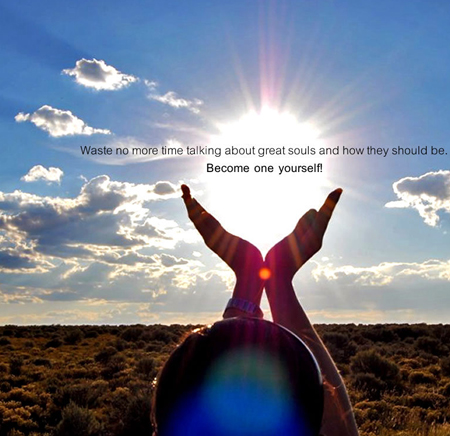 Waste no more time talking about great souls and how they should be.
Become one yourself!